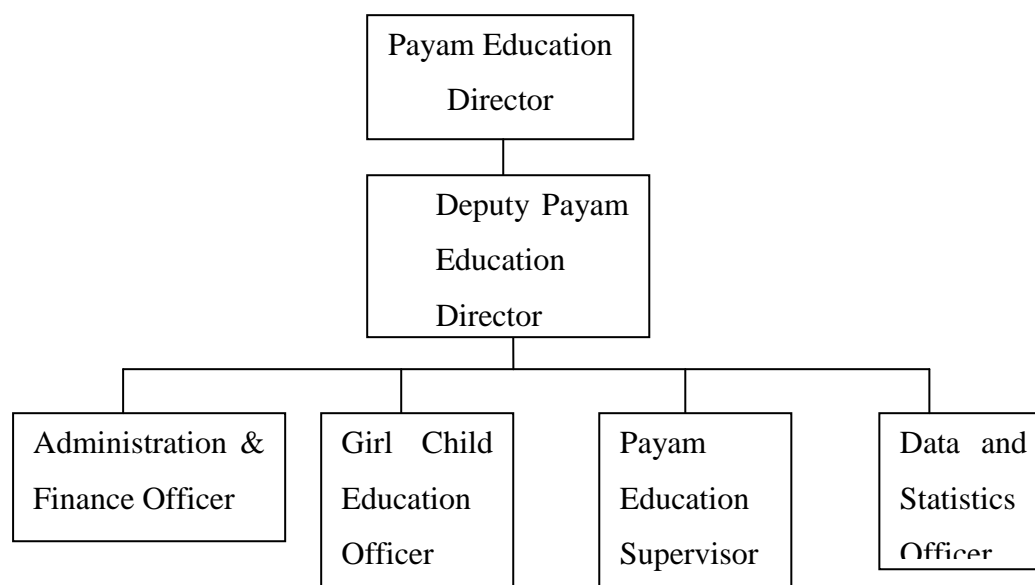 Payam Education
Director
Deputy Payam
Education
Director
Administration &
Finance Officer
Girl Child
Education
Officer
Payam
Education
Supervisor
Data and
Statistics
Officer